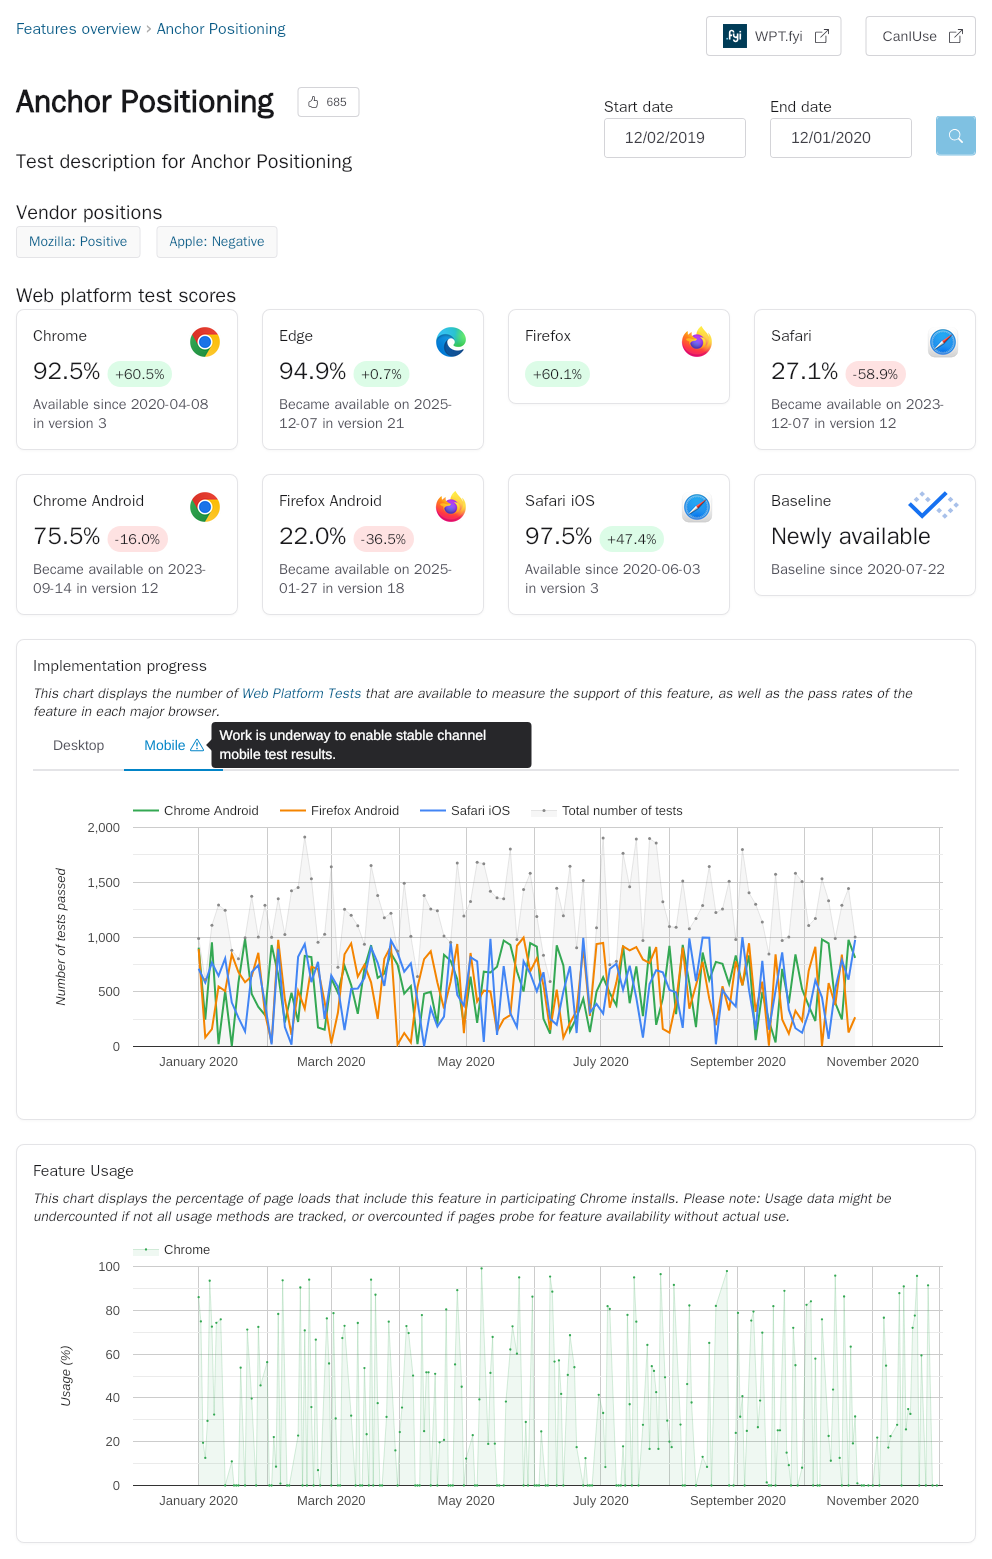 Features overview › Anchor Positioning
.fyi WPT.fyi
CanIUse
Anchor Positioning
685
Start date
End date
12/02/2019
12/01/2020
Test description for Anchor Positioning
Vendor positions
Mozilla: Positive
Apple: Negative
Web platform test scores
Chrome
92.5% +60.5%
Available since 2020-04-08
in version 3
Edge
94.9% +0.7%
Became available on 2025-
12-07 in version 21
Firefox
+60.1%
Safari
27.1% -58.9%
Became available on 2023-
12-07 in version 12
Chrome Android
75.5% -16.0%
Became available on 2023-
09-14 in version 12
Firefox Android
22.0% -36.5%
Became available on 2025-
01-27 in version 18
Safari iOS
97.5% +47.4%
Available since 2020-06-03
in version 3
Baseline
Newly available
Baseline since 2020-07-22
Implementation progress
This chart displays the number of Web Platform Tests that are available to measure the support of this feature, as well as the pass rates of the
feature in each major browser.
Desktop
Mobile
Work is underway to enable stable channel
mobile test results.
Chrome Android
Firefox Android
Safari iOS
Total number of tests
Number of tests passed
2,000
1,500
1,000
500
0
January 2020
March 2020
May 2020
July 2020
September 2020
November 2020
Feature Usage
This chart displays the percentage of page loads that include this feature in participating Chrome installs. Please note: Usage data might be
undercounted if not all usage methods are tracked, or overcounted if pages probe for feature availability without actual use.
Chrome
Usage (%)
100
80
60
40
20
0
January 2020
March 2020
May 2020
July 2020
September 2020
November 2020